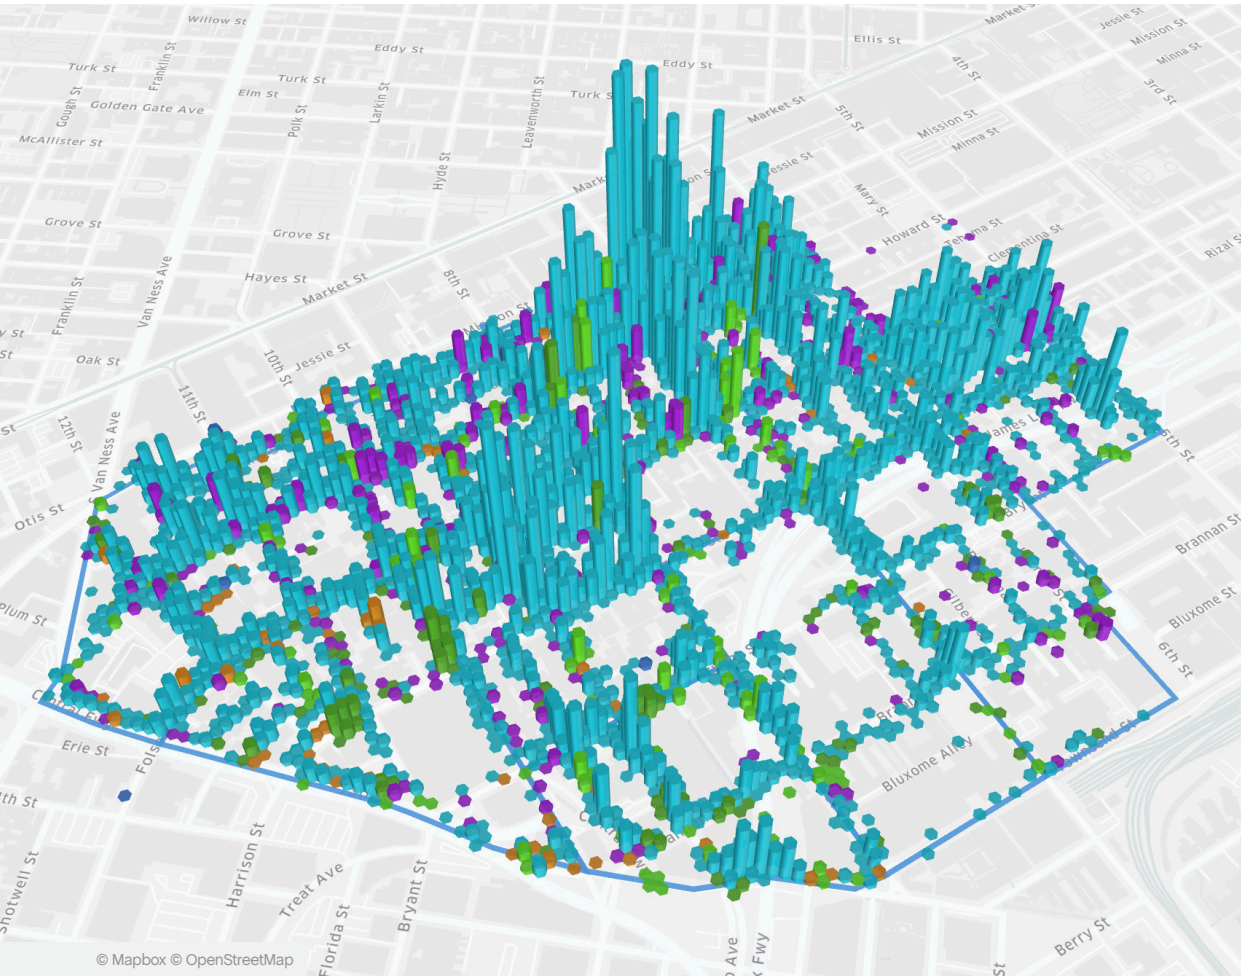 Willow St
Market St
Jessie St
Mission St
Minna St
Franklin St
Eddy St
Ellis St
Turk St
Turk St
Eddy St
4th St
3rd St
Gough St
Golden Gate Ave
Elm St
Polk St
Larkin St
Leavenworth St
Turk S
Market St
5th St
Mission St
Minna St
McAllister St
Hyde St
Jessie St
Mary St
Howard St
Clementina St
Rizal S
Grove St
Grove St
Hayes St
Market St
8th St
Mission St
Franklin St
Van Ness Ave
Oak St
10th St
Jessie St
11th St
12th St
Van Ness Ave
Otis St
5th St
Brannan St
Bluxome St
Plum St
6th St
Erie St
Bluxome Alley
Harrison St
Treat Ave
Shotwell St
Bryant St
Florida St
Berry St
Ave
Fwy
St
© Mapbox © OpenStreetMap